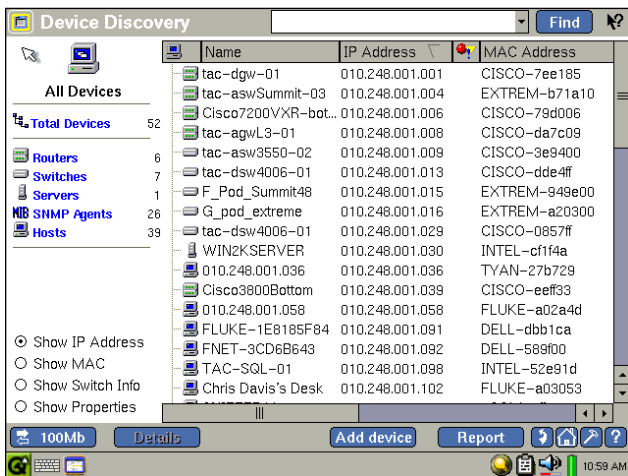 Device Discovery
Find
All Devices
Total Devices 52
Routers 6
Switches 7
Servers 1
MIB SNMP Agents 26
Hosts 39
Show IP Address
Show MAC
Show Switch Info
Show Properties
Name IP Address MAC Address
tac-dgw-01 010.248.001.001 CISCO-7ee185
tac-aswSummit-03 010.248.001.004 EXTREM-b71a10
Cisco7200VXR-bot... 010.248.001.006 CISCO-79d006
tac-agwL3-01 010.248.001.008 CISCO-da7c09
tac-asw3550-02 010.248.001.009 CISCO-3e9400
tac-dsw4006-01 010.248.001.013 CISCO-dde4ff
F_Pod_Summit48 010.248.001.015 EXTREM-949e00
G_pod_extreme 010.248.001.016 EXTREM-a20300
tac-dsw4006-01 010.248.001.029 CISCO-0857ff
WIN2KSERVER 010.248.001.030 INTEL-cf1f4a
010.248.001.036 010.248.001.036 TYAN-27b729
Cisco3800Bottom 010.248.001.039 CISCO-eeff33
010.248.001.058 010.248.001.058 FLUKE-a02a4d
FLUKE-1E8185F84 010.248.001.091 DELL-dbb1ca
FNET-3CD6B643 010.248.001.092 DELL-589f00
TAC-SQL-01 010.248.001.098 INTEL-52e91d
Chris Davis's Desk 010.248.001.102 FLUKE-a03053
100Mb Details Add device Report ?
10:59 AM